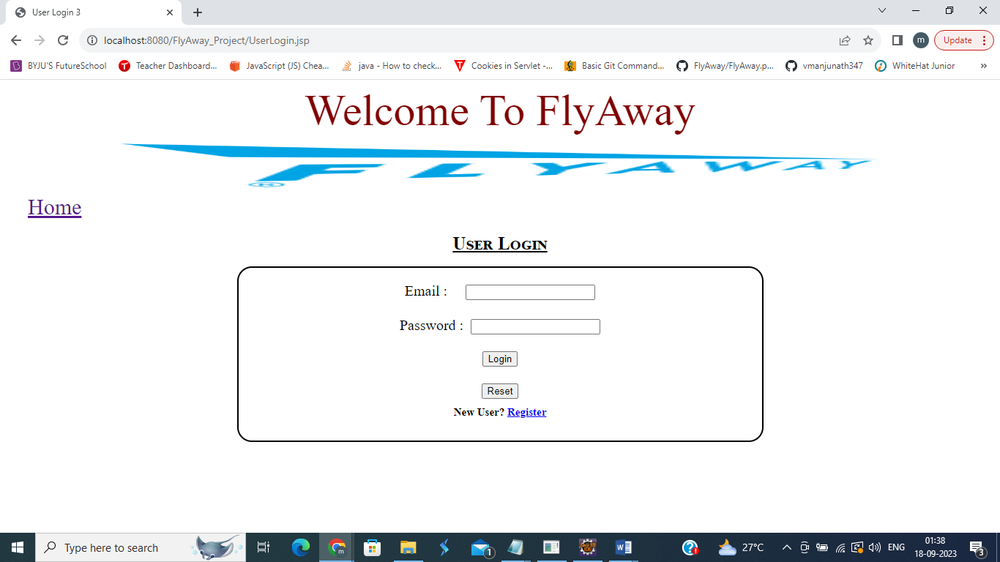 User Login 3
localhost:8080/FlyAway_Project/UserLogin.jsp
m
Update
BYJU'S FutureSchool
Teacher Dashboard...
JavaScript (JS) Chea...
java - How to check...
Cookies in Servlet -...
Basic Git Command...
FlyAway/FlyAway.p...
vmanjunath347
WhiteHat Junior
»
Welcome To FlyAway
FLYAWAY
®
Home
User Login
Email :
Password :
Login
Reset
New User? Register
Type here to search
m
1
27°C
ENG
01:38
18-09-2023
3